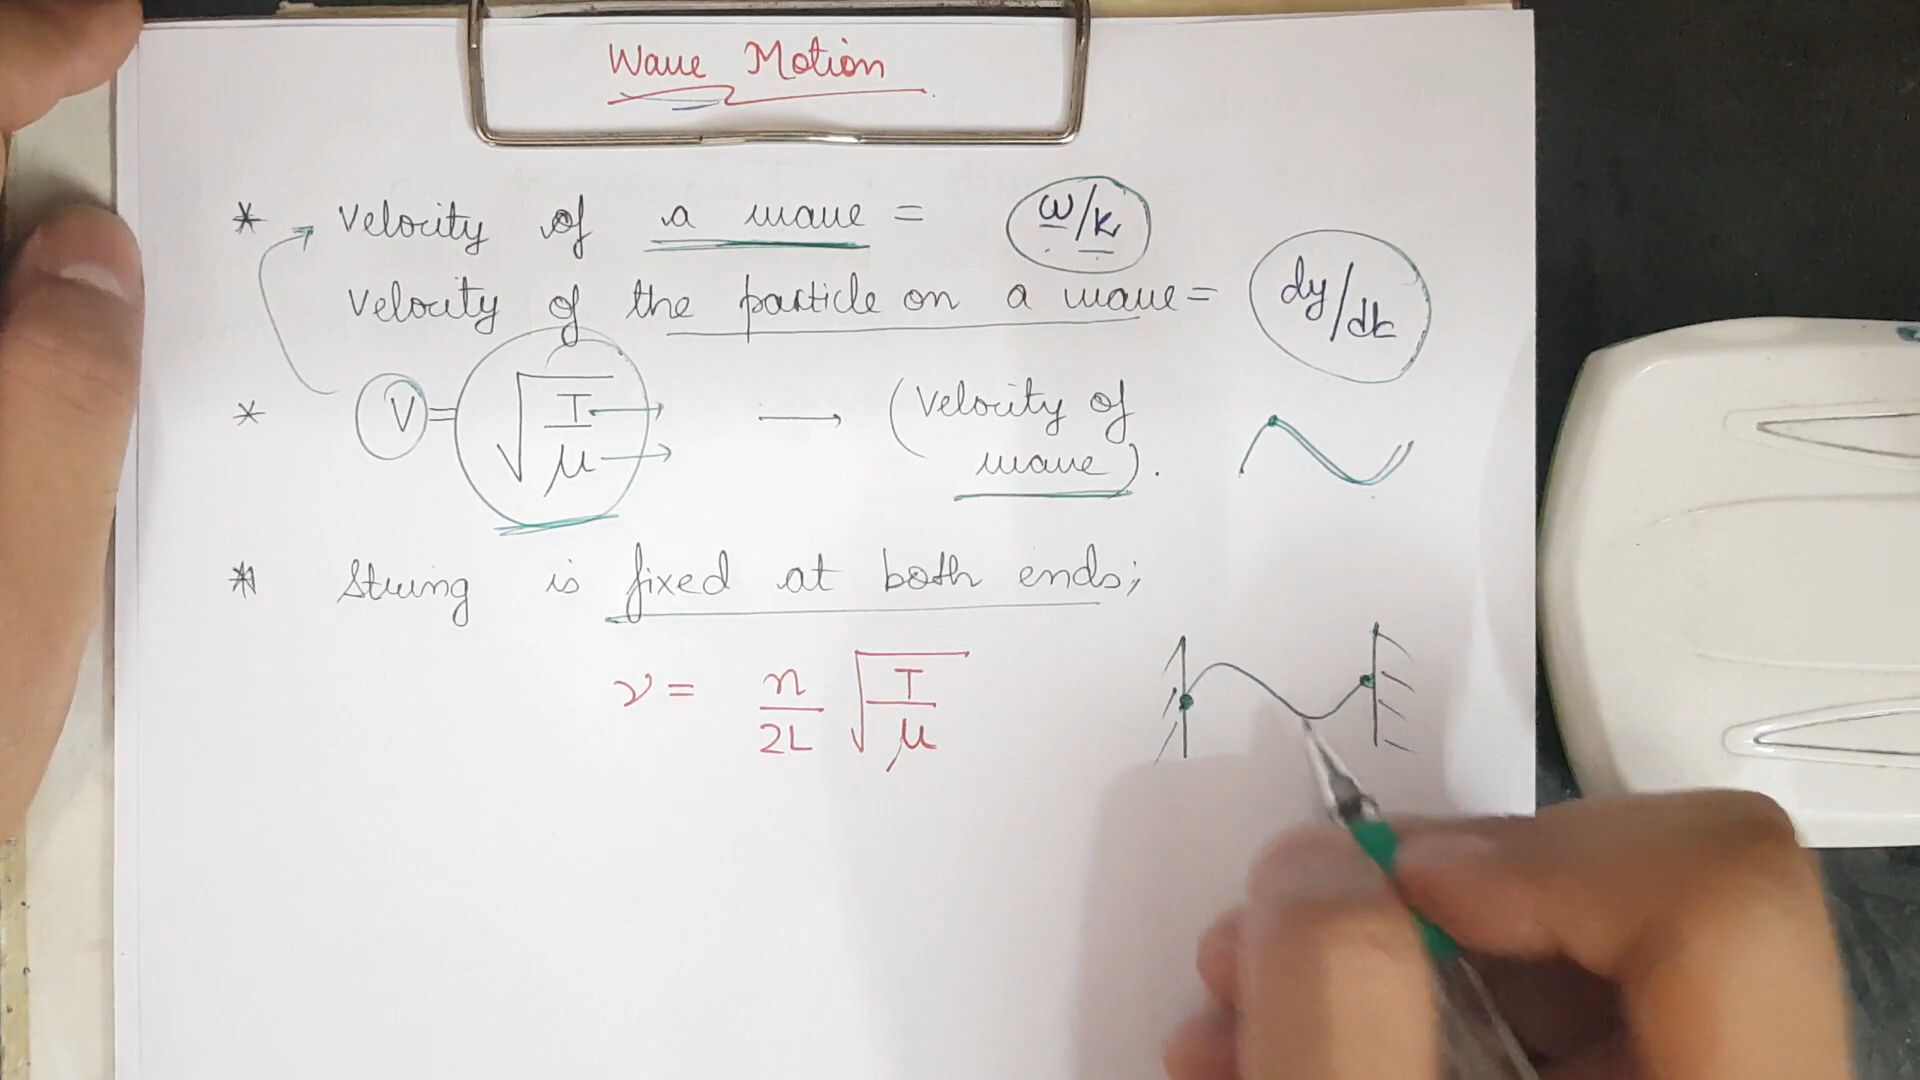 Wave Motion
* Velocity of a wave = ω/k
Velocity of the particle on a wave = dy/dt
* V = √(T/μ) → (Velocity of wave).
* String is fixed at both ends;
ν = n/2L √(T/μ)